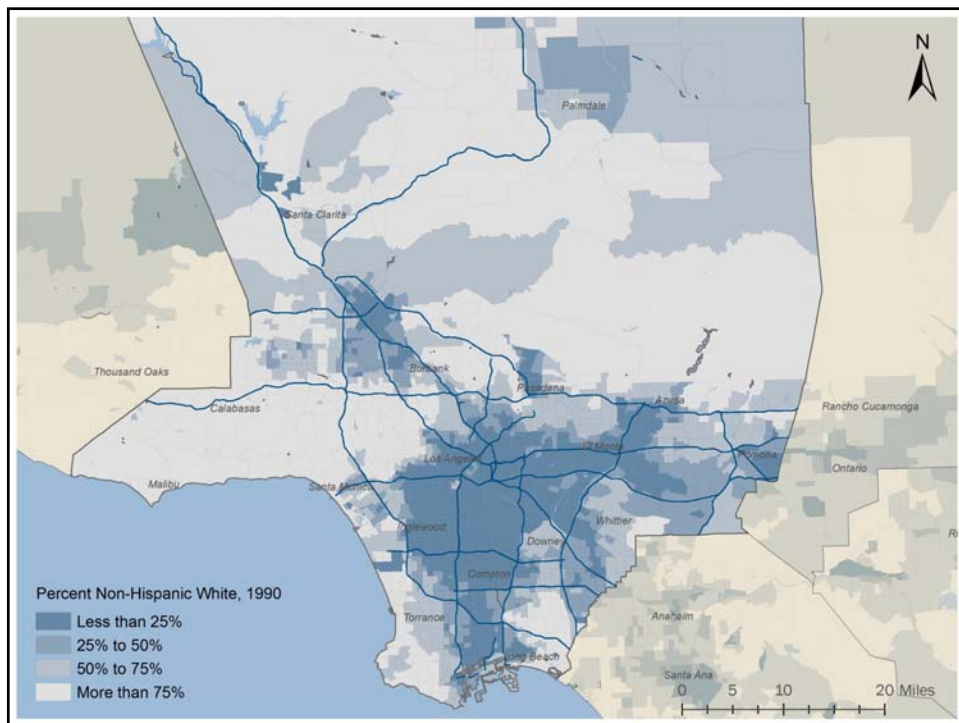 N
Palmdale
Santa Clarita
Thousand Oaks
Burbank
Pasadena
Azusa
Calabasas
Rancho Cucamonga
Los Angeles
El Monte
Pomona
Ontario
Malibu
Santa Monica
Inglewood
Whittier
Downey
Compton
Torrance
Anaheim
Long Beach
Santa Ana
Percent Non-Hispanic White, 1990
Less than 25%
25% to 50%
50% to 75%
More than 75%
0 5 10 20 Miles